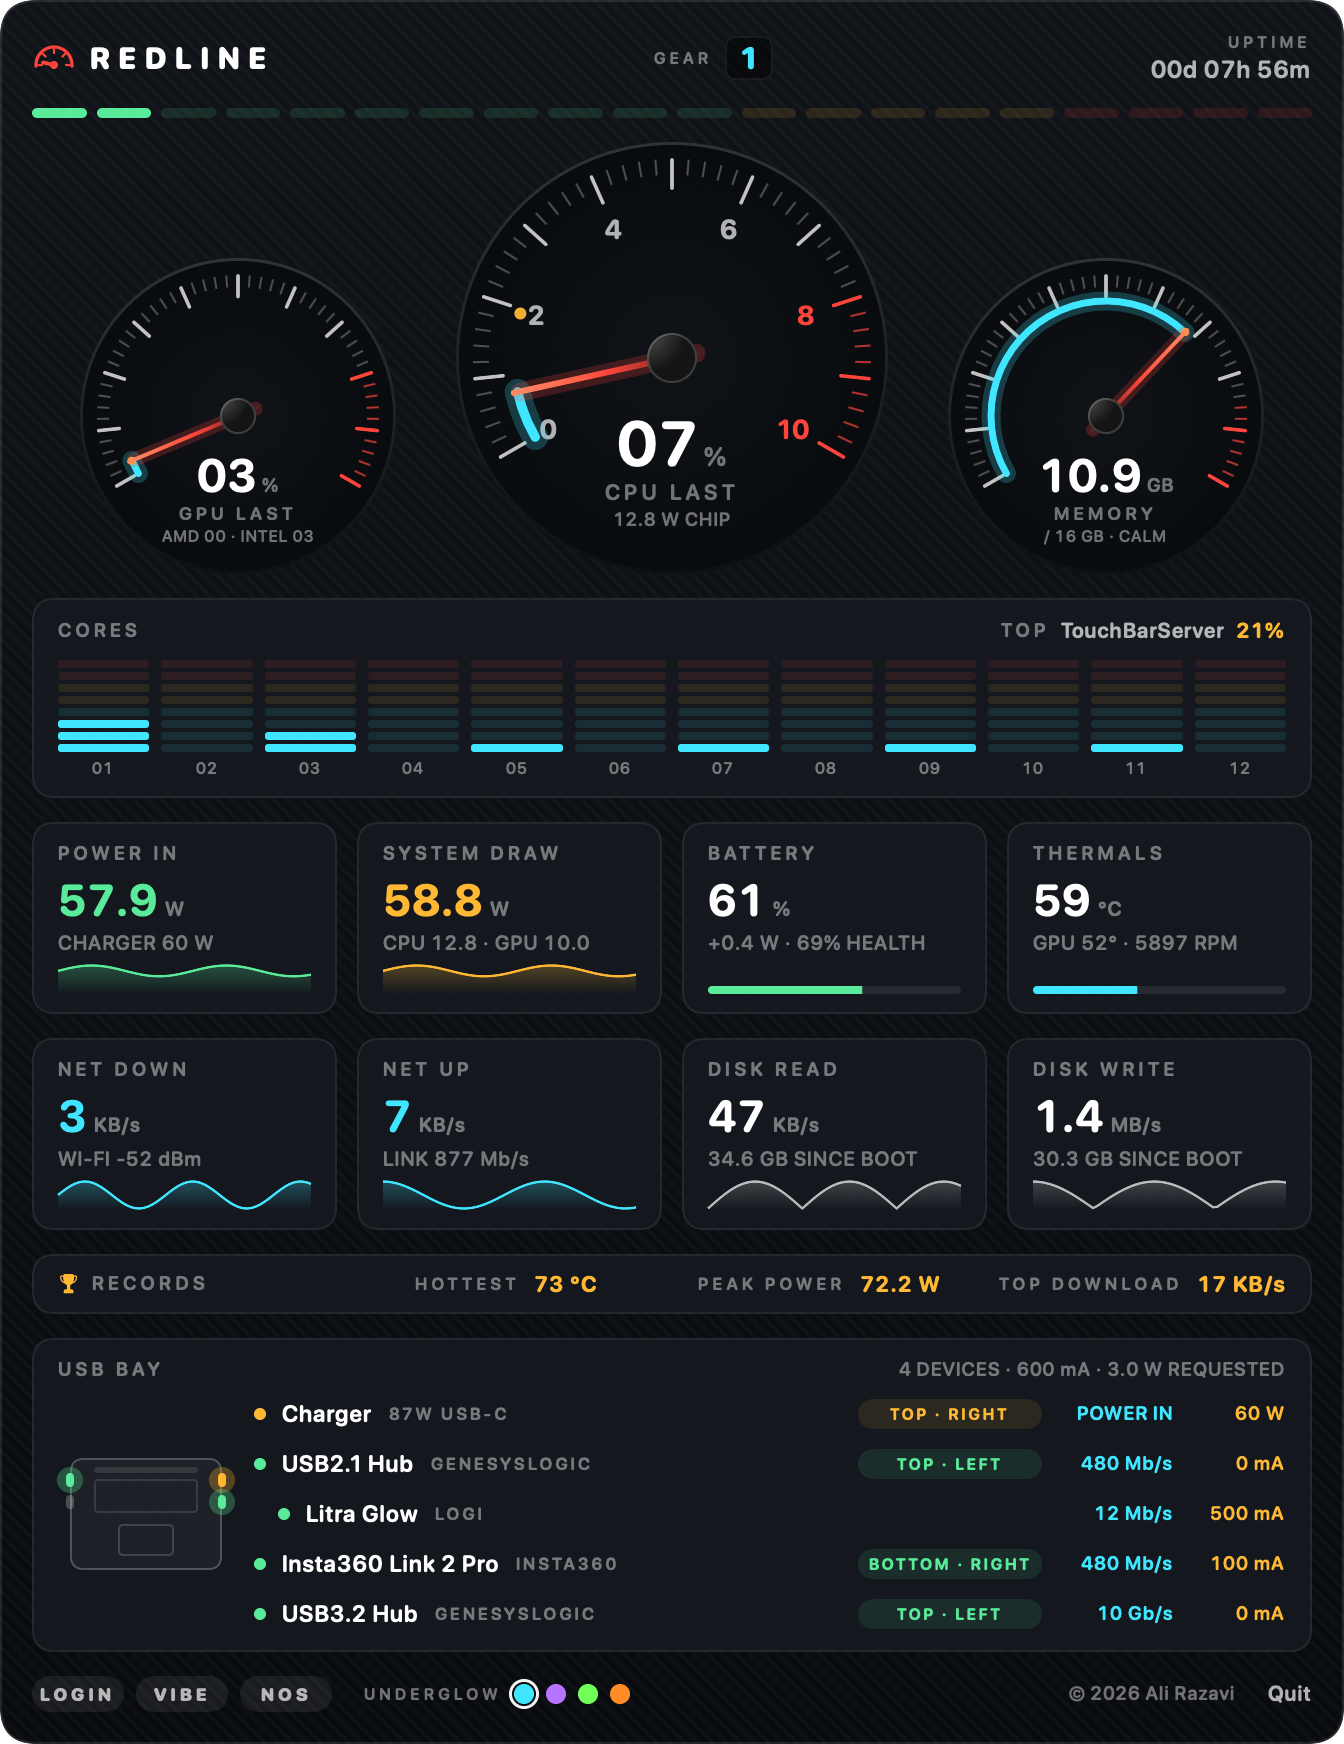 REDLINE
GEAR 1
UPTIME
00d 07h 56m
4 6
2 8
0 10
07 %
CPU LAST
12.8 W CHIP
03 %
GPU LAST
AMD 00 · INTEL 03
10.9 GB
MEMORY
/ 16 GB · CALM
CORES TOP TouchBarServer 21%
01 02 03 04 05 06 07 08 09 10 11 12
POWER IN
57.9 W
CHARGER 60 W
SYSTEM DRAW
58.8 W
CPU 12.8 · GPU 10.0
BATTERY
61 %
+0.4 W · 69% HEALTH
THERMALS
59 °C
GPU 52° · 5897 RPM
NET DOWN
3 KB/s
WI-FI -52 dBm
NET UP
7 KB/s
LINK 877 Mb/s
DISK READ
47 KB/s
34.6 GB SINCE BOOT
DISK WRITE
1.4 MB/s
30.3 GB SINCE BOOT
RECORDS HOTTEST 73 °C PEAK POWER 72.2 W TOP DOWNLOAD 17 KB/s
USB BAY 4 DEVICES · 600 mA · 3.0 W REQUESTED
Charger 87W USB-C TOP · RIGHT POWER IN 60 W
USB2.1 Hub GENESYSLOGIC TOP · LEFT 480 Mb/s 0 mA
Litra Glow LOGI 12 Mb/s 500 mA
Insta360 Link 2 Pro INSTA360 BOTTOM · RIGHT 480 Mb/s 100 mA
USB3.2 Hub GENESYSLOGIC TOP · LEFT 10 Gb/s 0 mA
LOGIN VIBE NOS UNDERGLOW © 2026 Ali Razavi Quit